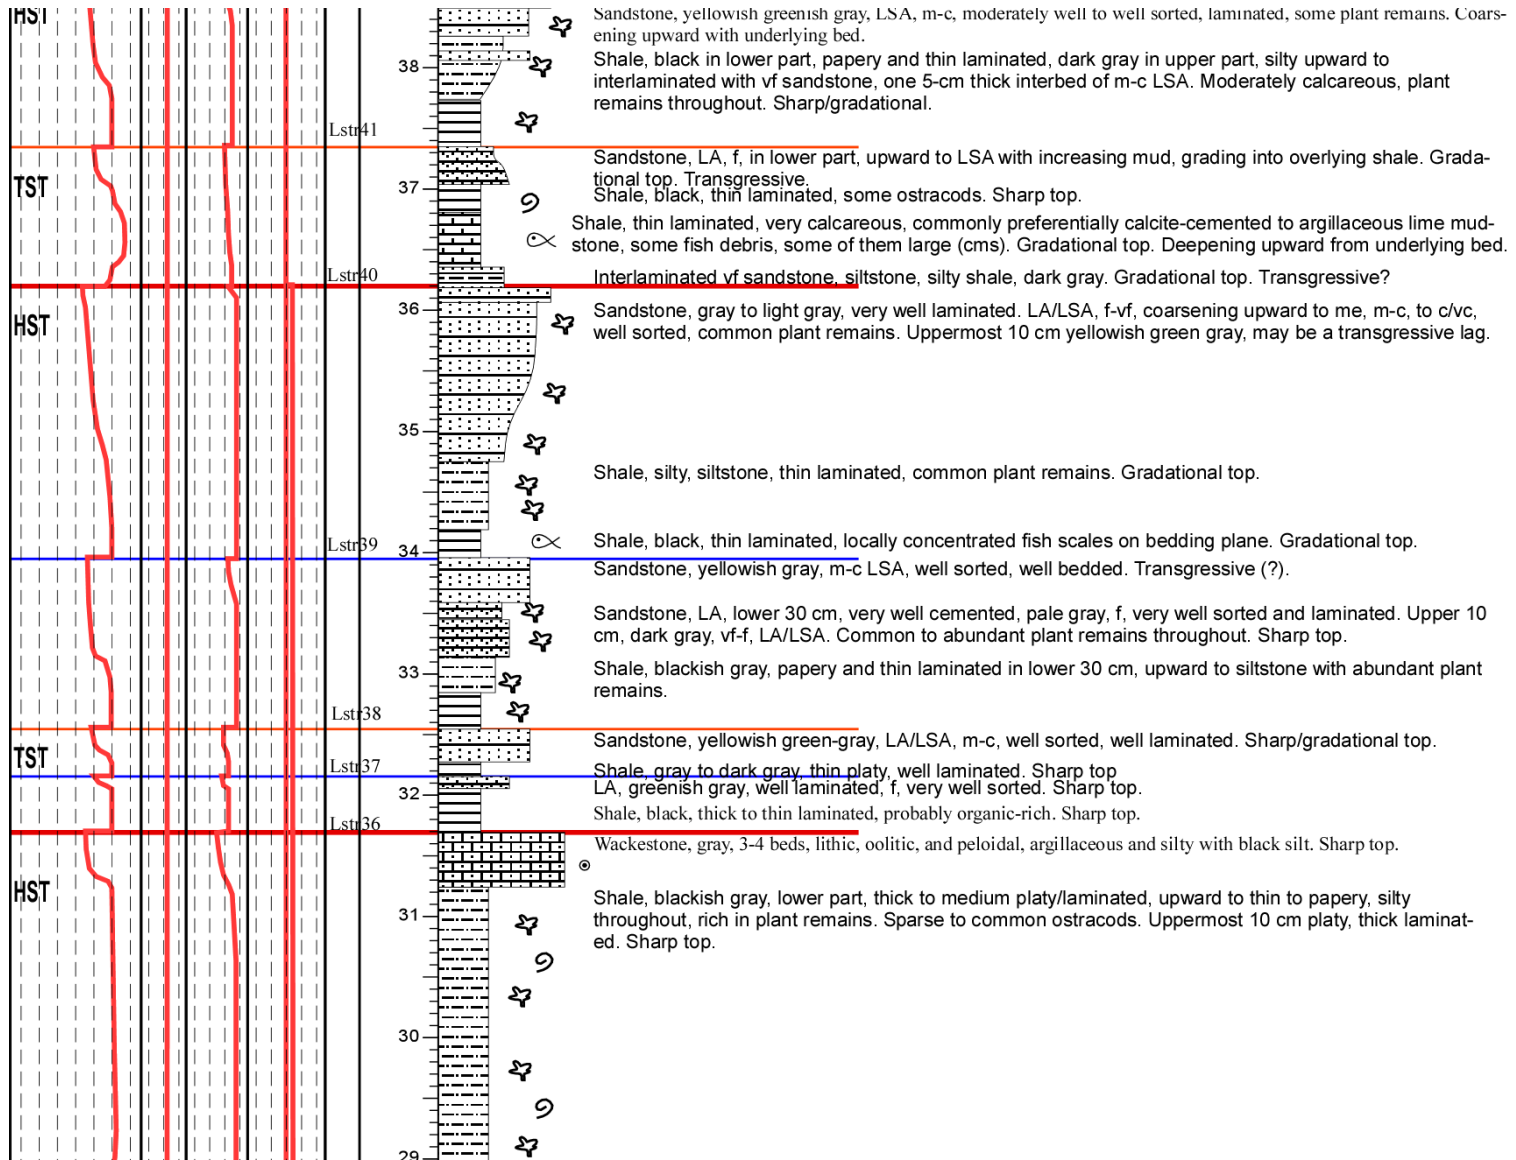 HST
Sandstone, yellowish greenish gray, LSA, m-c, moderately well to well sorted, laminated, some plant remains. Coars-
ening upward with underlying bed.
38
Shale, black in lower part, papery and thin laminated, dark gray in upper part, silty upward to
interlaminated with vf sandstone, one 5-cm thick interbed of m-c LSA. Moderately calcareous, plant
remains throughout. Sharp/gradational.
Lstr41
Sandstone, LA, f, in lower part, upward to LSA with increasing mud, grading into overlying shale. Grada-
tional top. Transgressive.
TST
37
Shale, black, thin laminated, some ostracods. Sharp top.
Shale, thin laminated, very calcareous, commonly preferentially calcite-cemented to argillaceous lime mud-
stone, some fish debris, some of them large (cms). Gradational top. Deepening upward from underlying bed.
Lstr40
Interlaminated vf sandstone, siltstone, silty shale, dark gray. Gradational top. Transgressive?
HST
36
Sandstone, gray to light gray, very well laminated. LA/LSA, f-vf, coarsening upward to me, m-c, to c/vc,
well sorted, common plant remains. Uppermost 10 cm yellowish green gray, may be a transgressive lag.
35
Shale, silty, siltstone, thin laminated, common plant remains. Gradational top.
Lstr39
34
Shale, black, thin laminated, locally concentrated fish scales on bedding plane. Gradational top.
Sandstone, yellowish gray, m-c LSA, well sorted, well bedded. Transgressive (?).
Sandstone, LA, lower 30 cm, very well cemented, pale gray, f, very well sorted and laminated. Upper 10
cm, dark gray, vf-f, LA/LSA. Common to abundant plant remains throughout. Sharp top.
33
Shale, blackish gray, papery and thin laminated in lower 30 cm, upward to siltstone with abundant plant
remains.
Lstr38
Sandstone, yellowish green-gray, LA/LSA, m-c, well sorted, well laminated. Sharp/gradational top.
TST
Lstr37
Shale, gray to dark gray, thin platy, well laminated. Sharp top
32
LA, greenish gray, well laminated, f, very well sorted. Sharp top.
Shale, black, thick to thin laminated, probably organic-rich. Sharp top.
Lstr36
Wackestone, gray, 3-4 beds, lithic, oolitic, and peloidal, argillaceous and silty with black silt. Sharp top.
HST
31
Shale, blackish gray, lower part, thick to medium platy/laminated, upward to thin to papery, silty
throughout, rich in plant remains. Sparse to common ostracods. Uppermost 10 cm platy, thick laminat-
ed. Sharp top.
30
29